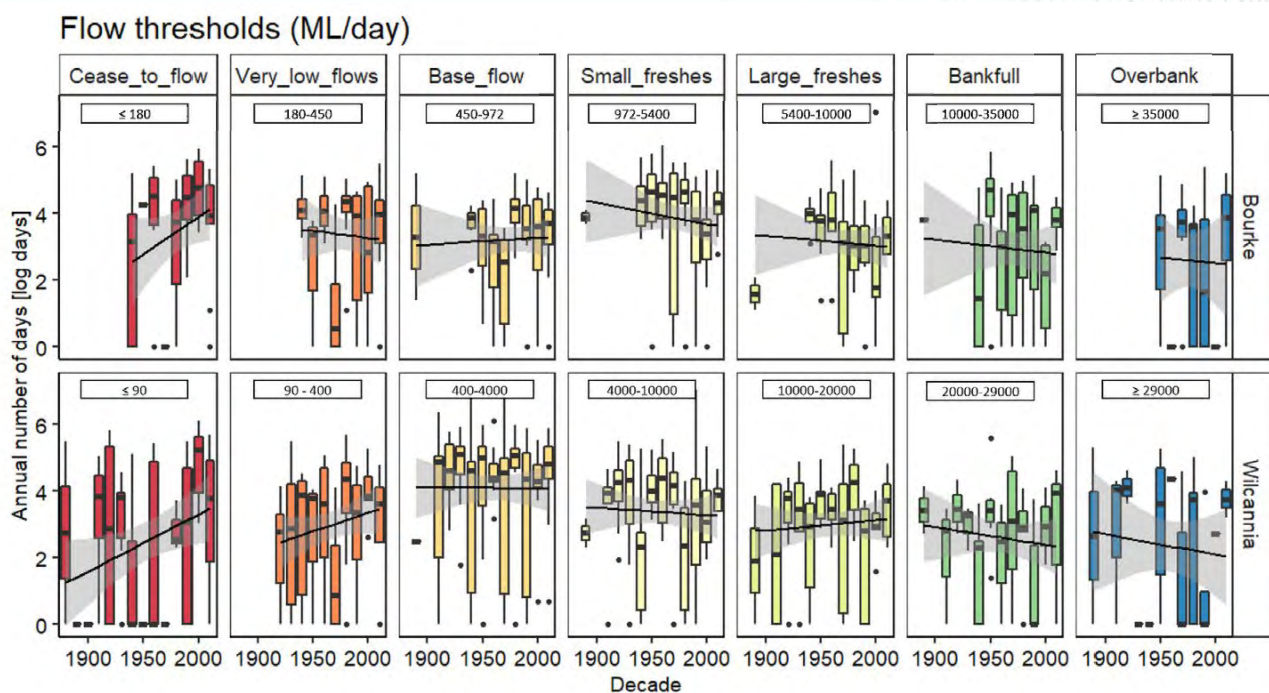 Flow thresholds (ML/day)
Cease_to_flow Very_low_flows Base_flow Small_freshes Large_freshes Bankfull Overbank
≤ 180 180-450 450-972 972-5400 5400-10000 10000-35000 ≥ 35000
6
4
2
0
Bourke
≤ 90 90 - 400 400-4000 4000-10000 10000-20000 20000-29000 ≥ 29000
6
4
2
0
Wilcannia
Annual number of days [log days]
1900 1950 2000 1900 1950 2000 1900 1950 2000 1900 1950 2000 1900 1950 2000 1900 1950 2000 1900 1950 2000
Decade